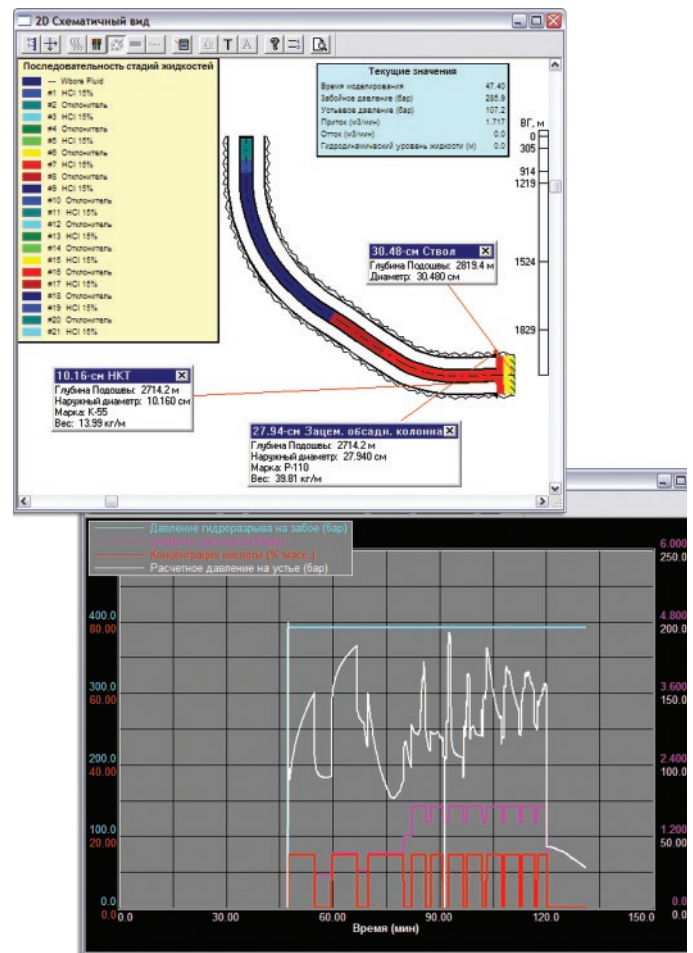 2D Схематичный вид
Последовательность стадий жидкостей
--- Wbore Fluid
#1 HCl 15%
#2 Отклонитель
#3 HCl 15%
#4 Отклонитель
#5 HCl 15%
#6 Отклонитель
#7 HCl 15%
#8 Отклонитель
#9 HCl 15%
#10 Отклонитель
#11 HCl 15%
#12 Отклонитель
#13 HCl 15%
#14 Отклонитель
#15 HCl 15%
#16 Отклонитель
#17 HCl 15%
#18 Отклонитель
#19 HCl 15%
#20 Отклонитель
#21 HCl 15%
Текущие значения
Время моделирования 47.40
Забойное давление (бар) 285.9
Устьевое давление (бар) 107.2
Приток (м3/мин) 1.717
Отток (м3/мин) 0.0
Гидродинамический уровень жидкости (м) 0.0
ВГ, м
0
305
914
1219
1524
1829
30.48-см Ствол
Глубина Подошвы: 2819.4 м
Диаметр: 30.480 см
10.16-см НКТ
Глубина Подошвы: 2714.2 м
Наружный диаметр: 10.160 см
Марка: K-55
Вес: 13.99 кг/м
27.94-см Зацем. обсадн. колонна
Глубина Подошвы: 2714.2 м
Наружный диаметр: 27.940 см
Марка: P-110
Вес: 39.81 кг/м
Давление гидроразрыва на забое (бар)
Концентрация кислоты (% масс.)
Расчетное давление на устье (бар)
400.0
80.00
300.0
60.00
200.0
40.00
100.0
20.00
0.0
0.0
6.000
250.0
4.800
200.0
3.600
150.0
2.400
100.0
1.200
50.00
0.0
0.0
0.0 30.00 60.00 90.00 120.0 150.0
Время (мин)